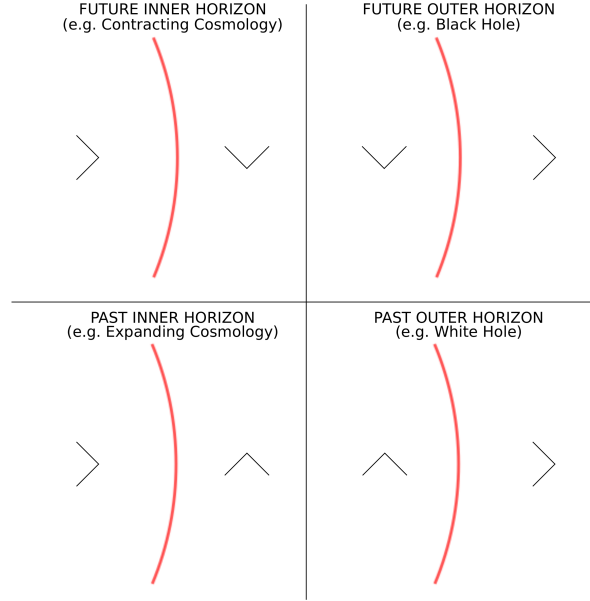 FUTURE INNER HORIZON
(e.g. Contracting Cosmology)
FUTURE OUTER HORIZON
(e.g. Black Hole)
PAST INNER HORIZON
(e.g. Expanding Cosmology)
PAST OUTER HORIZON
(e.g. White Hole)